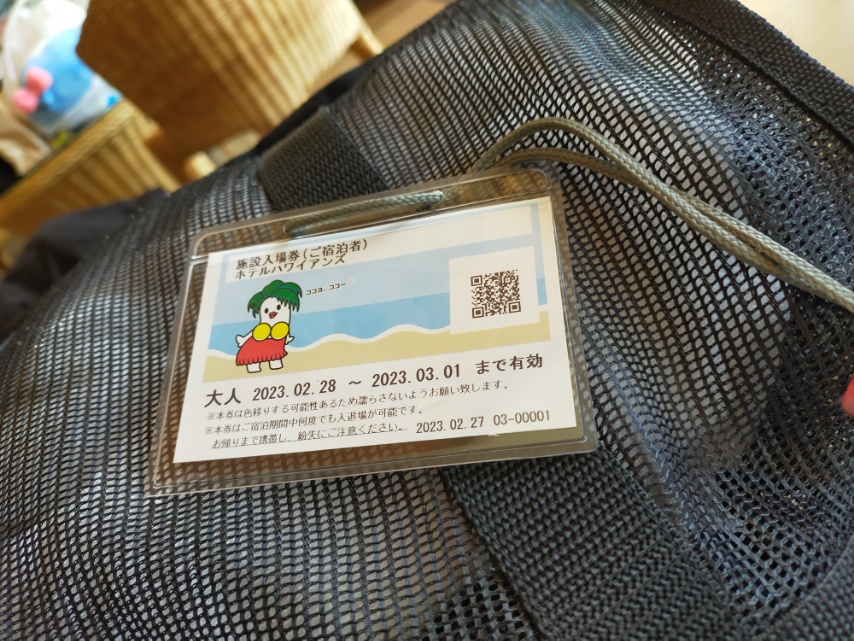 施設入場券(ご宿泊者)
ホテルハワイアンズ
ココヨ、ココー
大人 2023.02.28 ～ 2023.03.01 まで有効
※本券は色移りする可能性あるため濡らさないようお願い致します。
※本券はご宿泊期間中何度でも入退場が可能です。
お帰りまで携帯し、紛失にご注意ください。 2023.02.27 03-00001